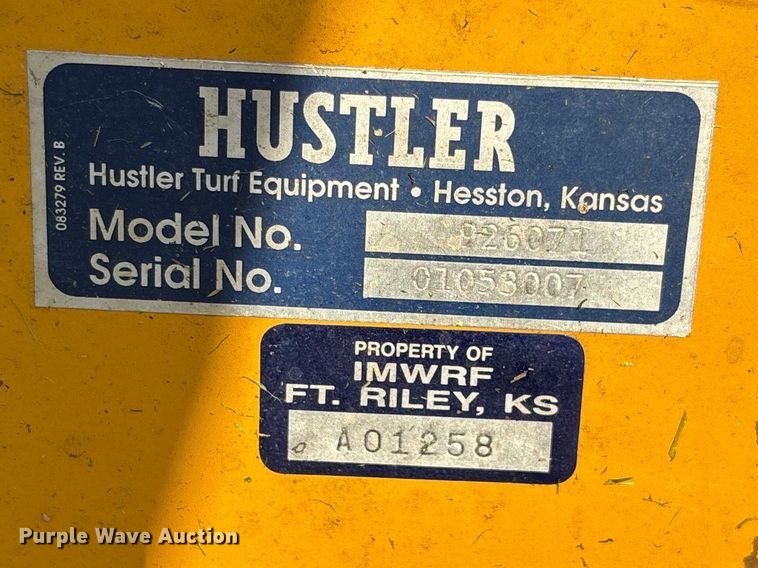 HUSTLER
Hustler Turf Equipment • Hesston, Kansas
Model No. 926071
Serial No. 01053007
083279 REV. B
PROPERTY OF
IMWRF
FT. RILEY, KS
A01258
Purple Wave Auction